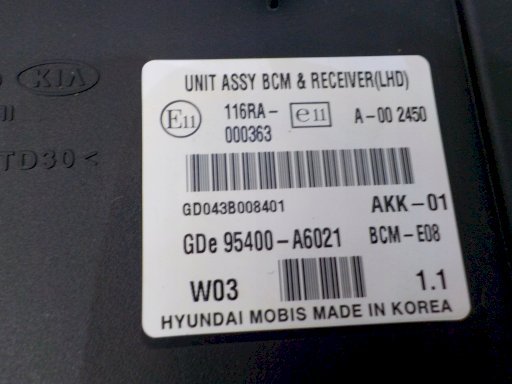 KIA
TD30<
UNIT ASSY BCM & RECEIVER(LHD)
E11 116RA- e11 A-00 2450
000363
GD043B008401 AKK-01
GDe 95400-A6021 BCM-E08
W03 1.1
HYUNDAI MOBIS MADE IN KOREA